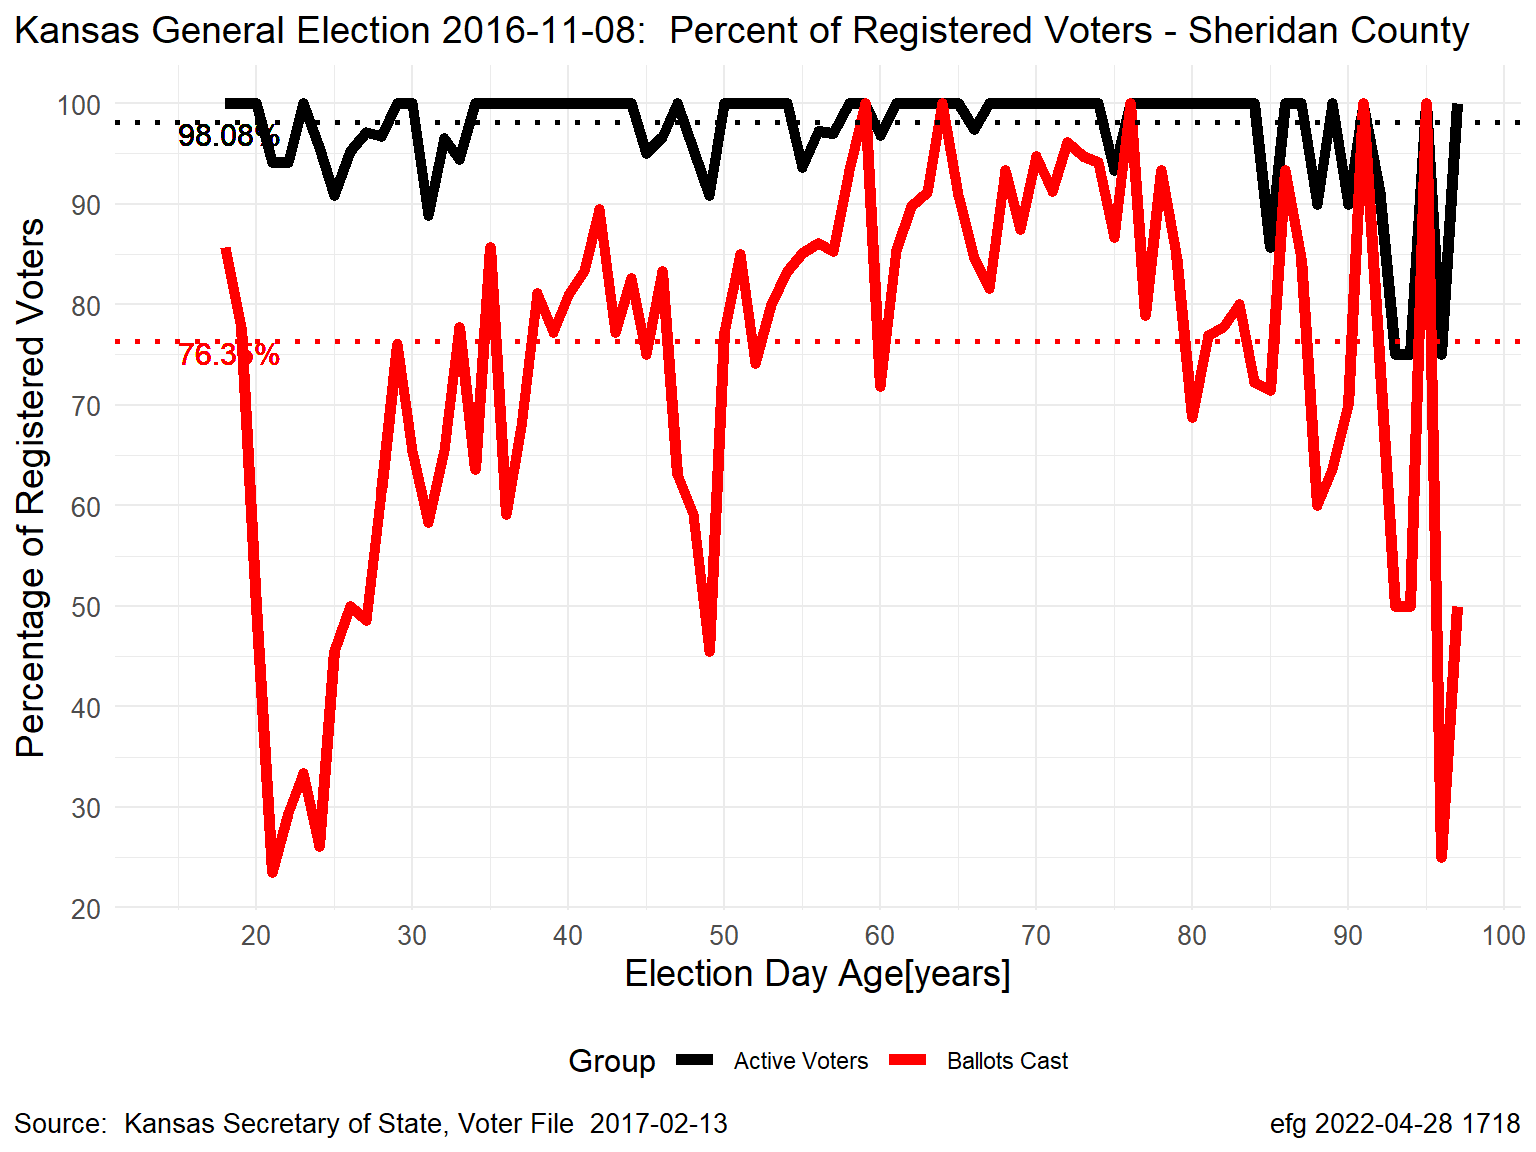 Kansas General Election 2016-11-08:  Percent of Registered Voters - Sheridan County
Percentage of Registered Voters
100
90
80
70
60
50
40
30
20
98.08%
76.35%
20 30 40 50 60 70 80 90 100
Election Day Age[years]
Group Active Voters Ballots Cast
Source:  Kansas Secretary of State, Voter File  2017-02-13
efg 2022-04-28 1718